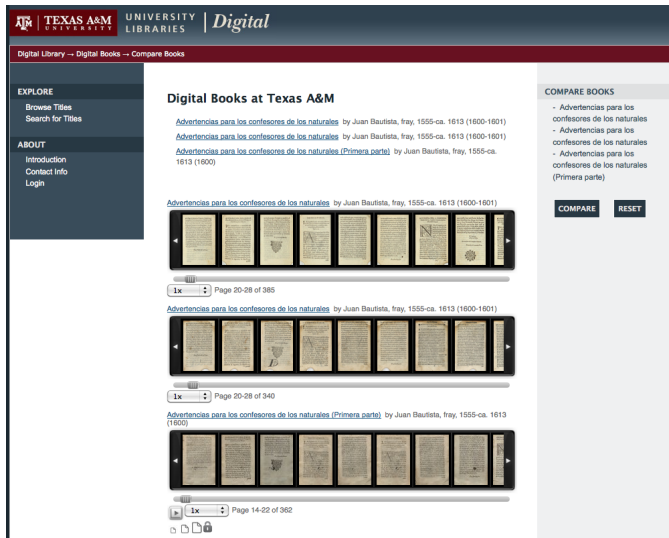 ATM TEXAS A&M UNIVERSITY
UNIVERSITY LIBRARIES Digital
Digital Library → Digital Books → Compare Books
EXPLORE
Browse Titles
Search for Titles
ABOUT
Introduction
Contact Info
Login
Digital Books at Texas A&M
Advertencias para los confesores de los naturales by Juan Bautista, fray, 1555-ca. 1613 (1600-1601)
Advertencias para los confesores de los naturales by Juan Bautista, fray, 1555-ca. 1613 (1600-1601)
Advertencias para los confesores de los naturales (Primera parte) by Juan Bautista, fray, 1555-ca.
1613 (1600)
Advertencias para los confesores de los naturales by Juan Bautista, fray, 1555-ca. 1613 (1600-1601)
1x Page 20-28 of 385
Advertencias para los confesores de los naturales by Juan Bautista, fray, 1555-ca. 1613 (1600-1601)
1x Page 20-28 of 340
Advertencias para los confesores de los naturales (Primera parte) by Juan Bautista, fray, 1555-ca. 1613
(1600)
1x Page 14-22 of 362
COMPARE BOOKS
- Advertencias para los
confesores de los naturales
- Advertencias para los
confesores de los naturales
- Advertencias para los
confesores de los naturales
(Primera parte)
COMPARE RESET